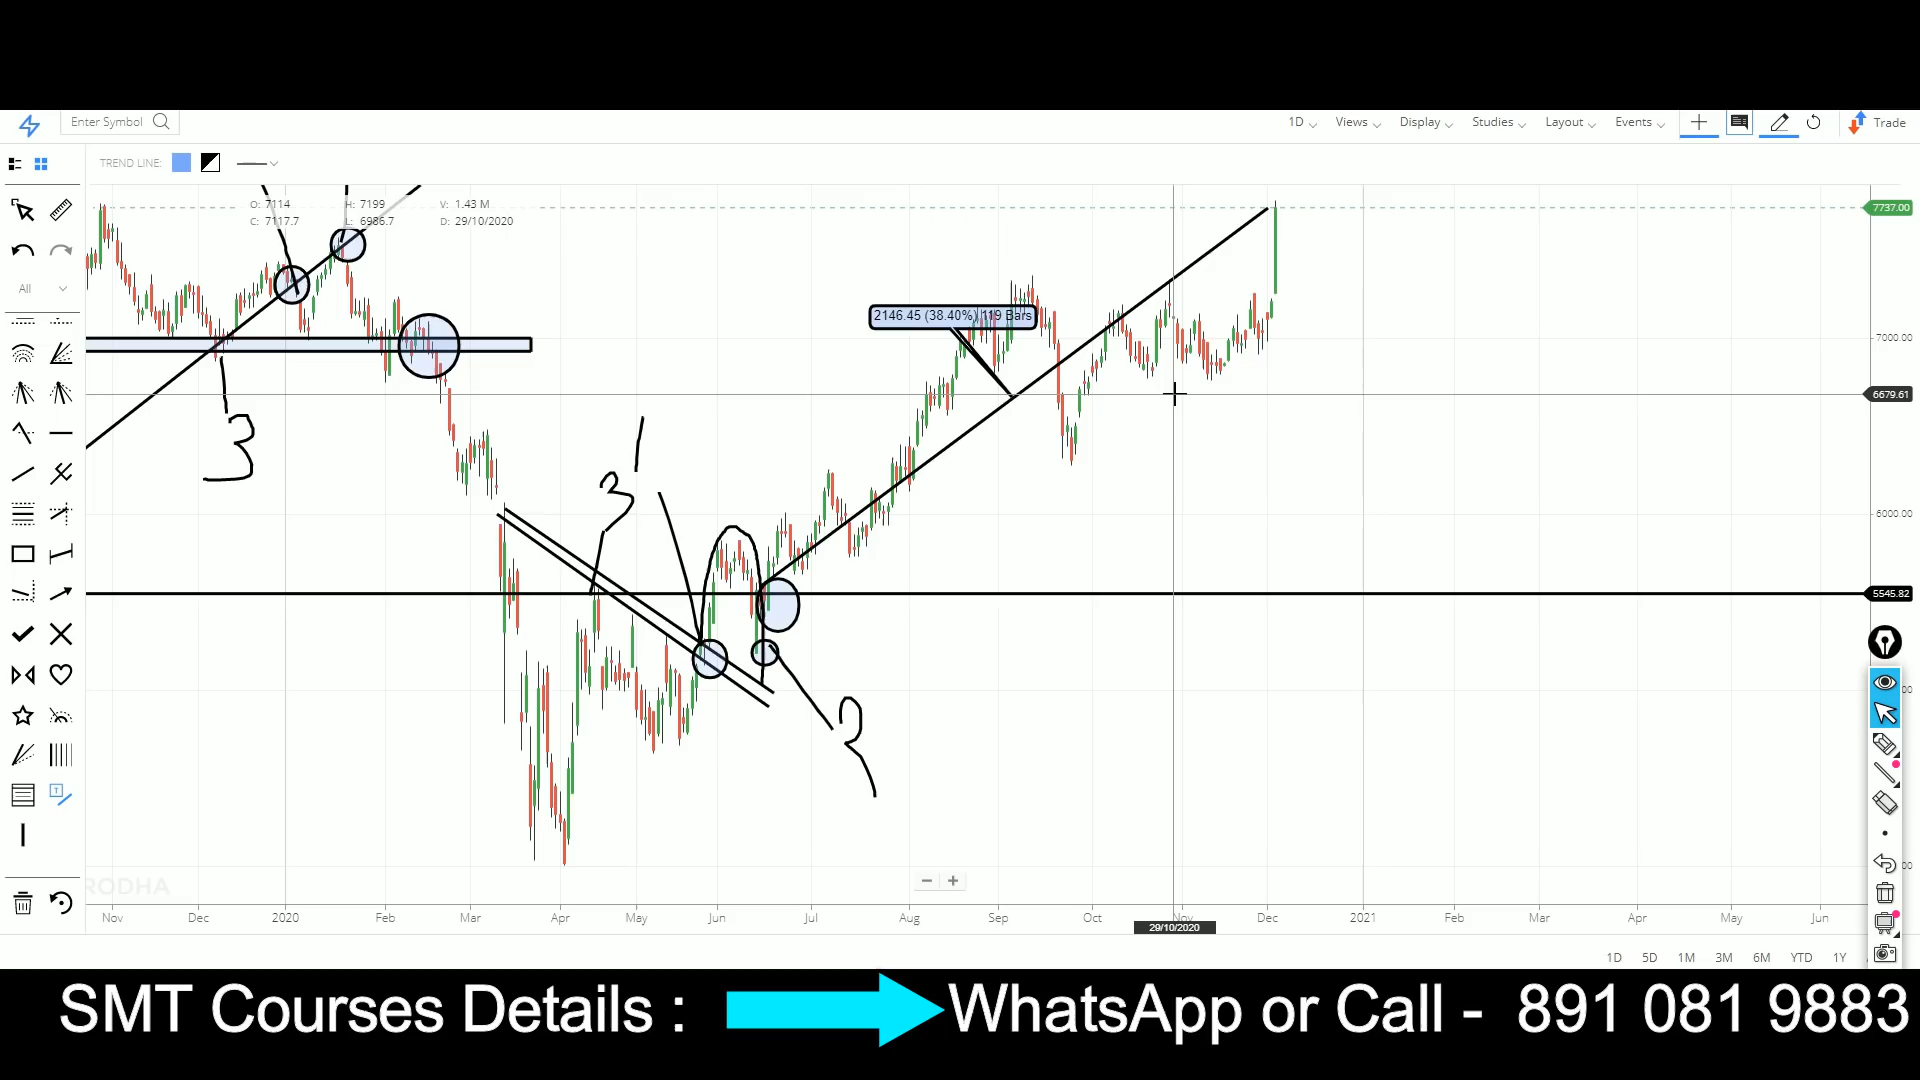 Enter Symbol
1D Views Display Studies Layout Events Trade
TREND LINE:
O: 7114 H: 7199 V: 1.43 M
C: 7117.7 L: 6986.7 D: 29/10/2020
7737.00
All
2146.45 (38.40%) 119 Bars
7000.00
6679.61
3
1
3
6000.00
5545.82
2
RODHA
Nov Dec 2020 Feb Mar Apr May Jun Jul Aug Sep Oct Nov Dec 2021 Feb Mar Apr May Jun
29/10/2020
1D 5D 1M 3M 6M YTD 1Y
SMT Courses Details : WhatsApp or Call - 891 081 9883